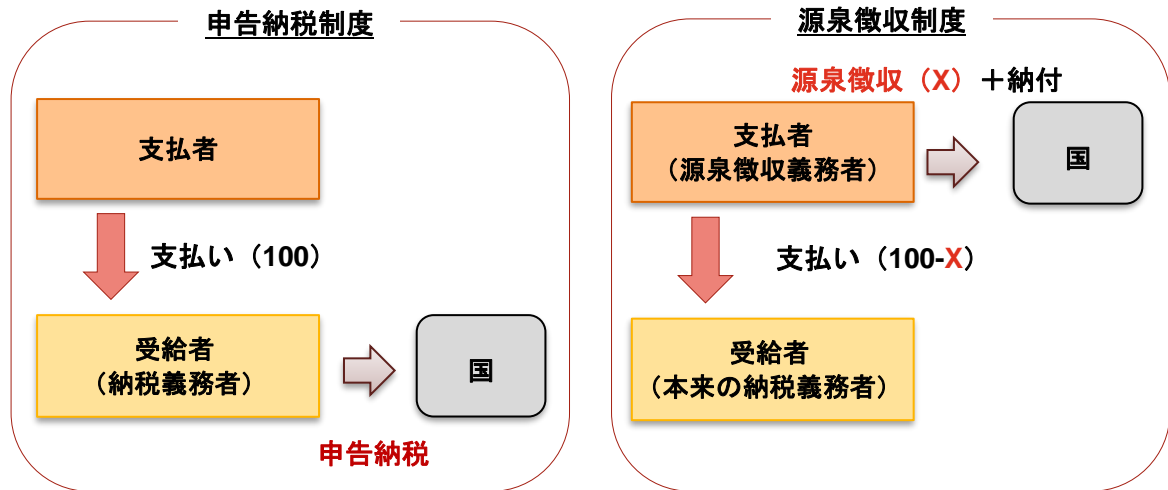 申告納税制度
支払者
支払い（100）
受給者
（納税義務者）
国
申告納税
源泉徴収制度
源泉徴収（X）＋納付
支払者
（源泉徴収義務者）
国
支払い（100-X）
受給者
（本来の納税義務者）